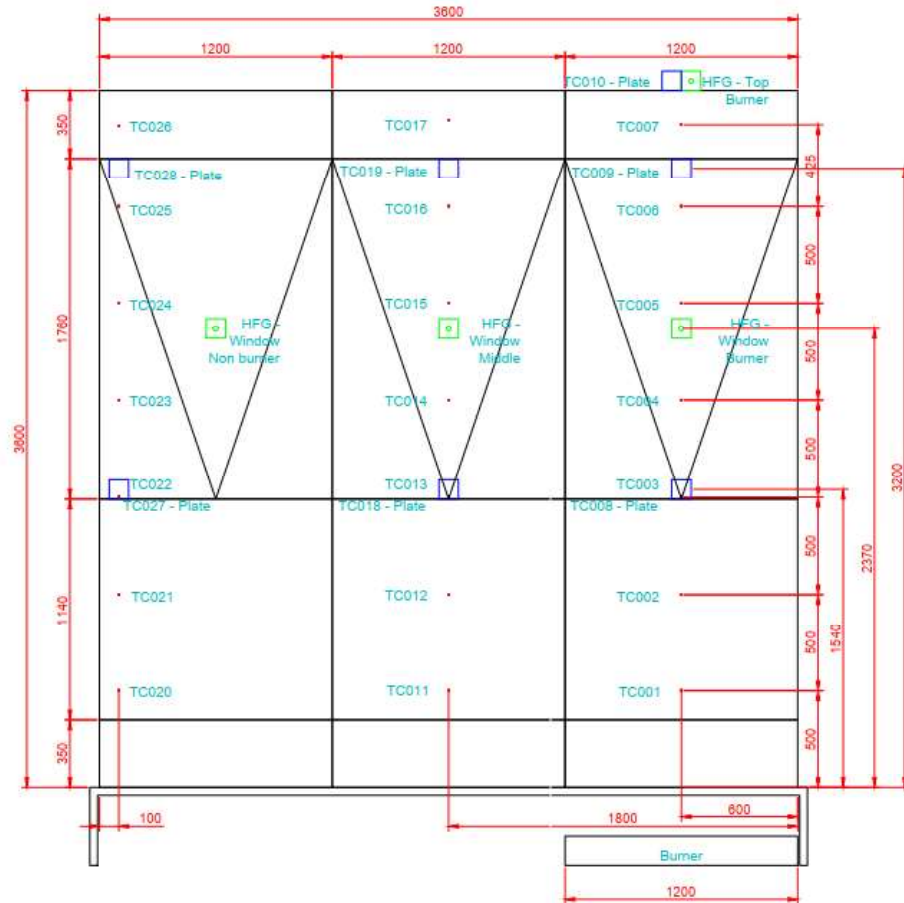 3600
1200
1200
1200
TC010 - Plate
HFG - Top
Burner
350
TC026
TC017
TC007
TC028 - Plate
TC019 - Plate
TC009 - Plate
425
TC025
TC016
TC006
500
TC024
TC015
TC005
1760
HFG -
Window
Non burner
HFG -
Window
Middle
HFG -
Window
Burner
500
TC023
TC014
TC004
3600
500
3200
TC022
TC013
TC003
TC027 - Plate
TC018 - Plate
TC008 - Plate
2370
500
TC021
TC012
TC002
1140
1540
500
TC020
TC011
TC001
350
500
100
600
1800
Burner
1200